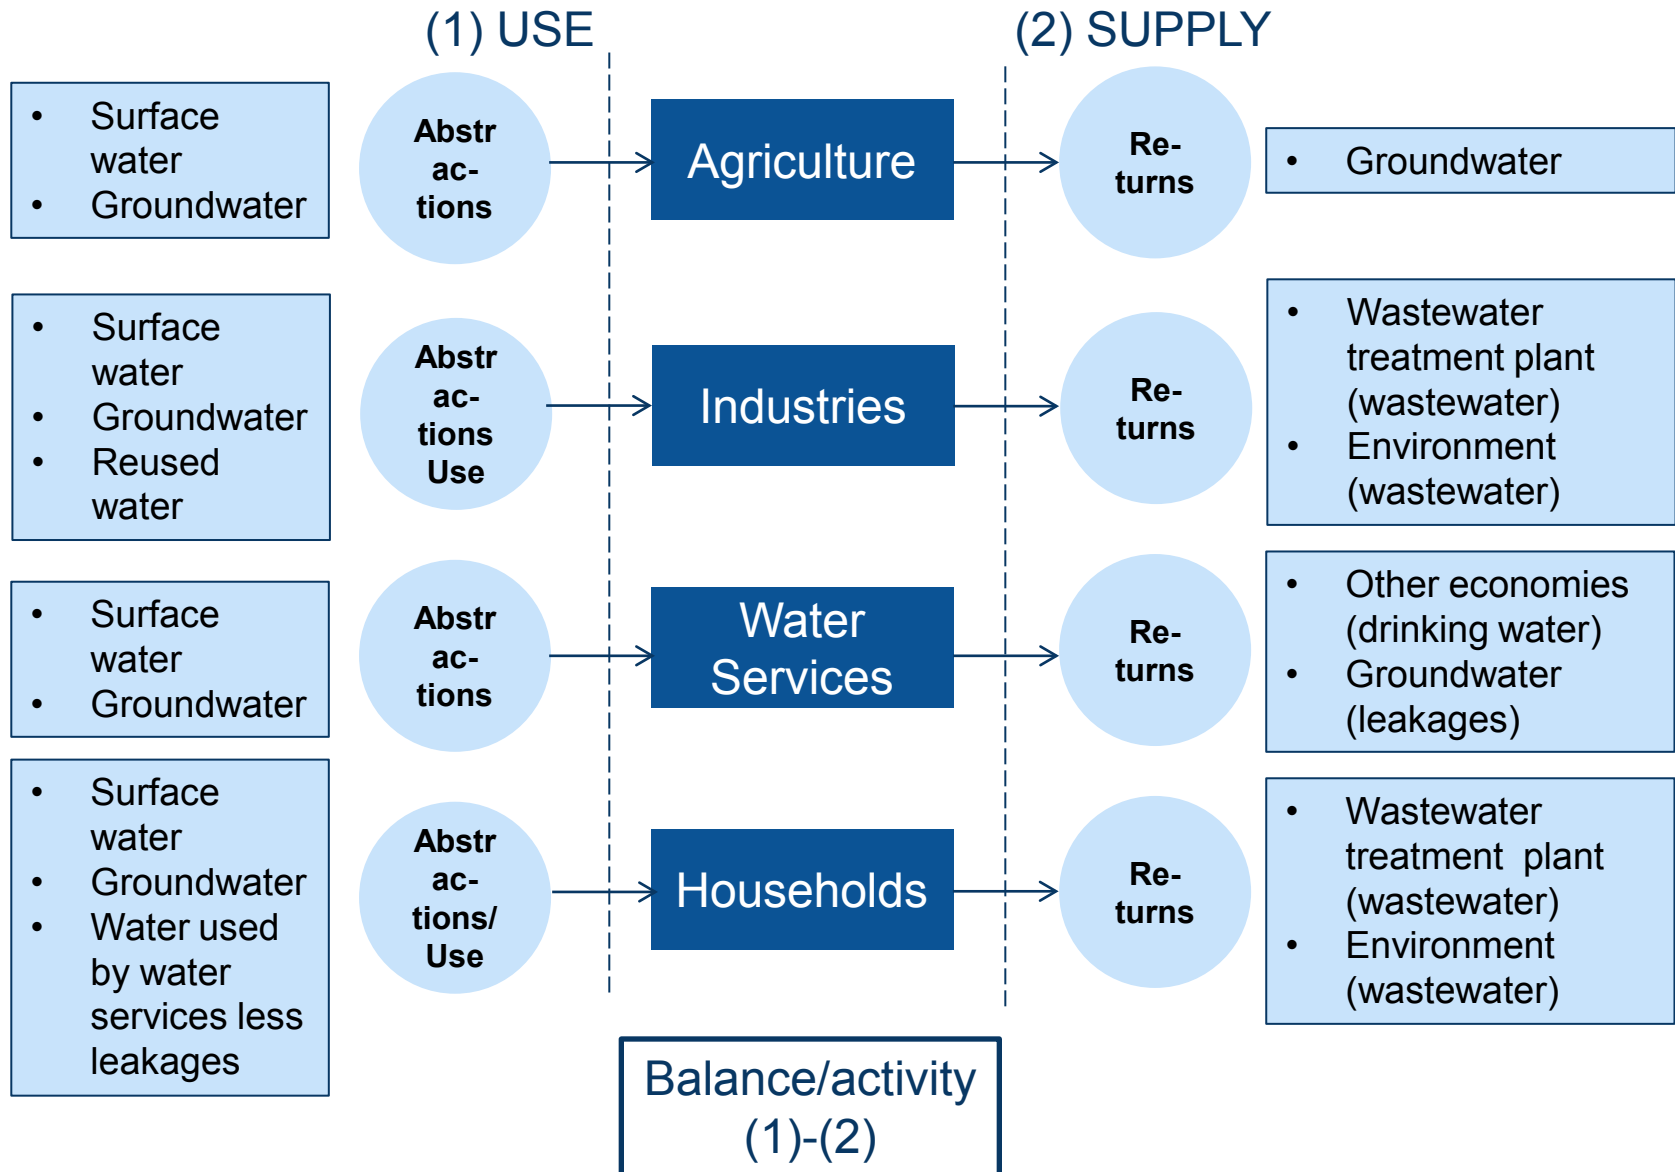 (1) USE
(2) SUPPLY
• Surface
water
• Groundwater
Abstr
ac-
tions
Agriculture
Re-
turns
• Groundwater
• Surface
water
• Groundwater
• Reused
water
Abstr
ac-
tions
Use
Industries
Re-
turns
• Wastewater
treatment plant
(wastewater)
• Environment
(wastewater)
• Surface
water
• Groundwater
Abstr
ac-
tions
Water
Services
Re-
turns
• Other economies
(drinking water)
• Groundwater
(leakages)
• Surface
water
• Groundwater
• Water used
by water
services less
leakages
Abstr
ac-
tions/
Use
Households
Re-
turns
• Wastewater
treatment plant
(wastewater)
• Environment
(wastewater)
Balance/activity
(1)-(2)